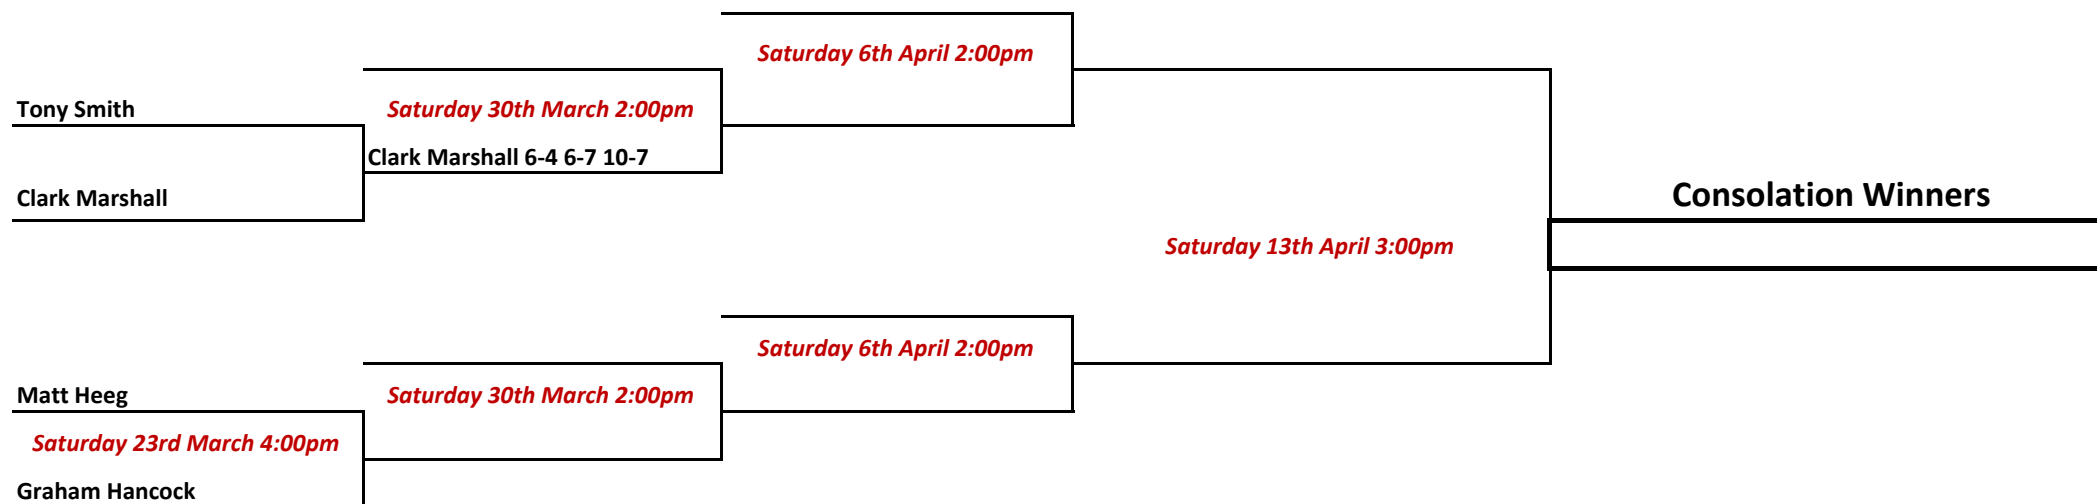 Saturday 6th April 2:00pm
Tony Smith
Saturday 30th March 2:00pm
Clark Marshall 6-4 6-7 10-7
Clark Marshall
Consolation Winners
Saturday 13th April 3:00pm
Saturday 6th April 2:00pm
Matt Heeg
Saturday 30th March 2:00pm
Saturday 23rd March 4:00pm
Graham Hancock